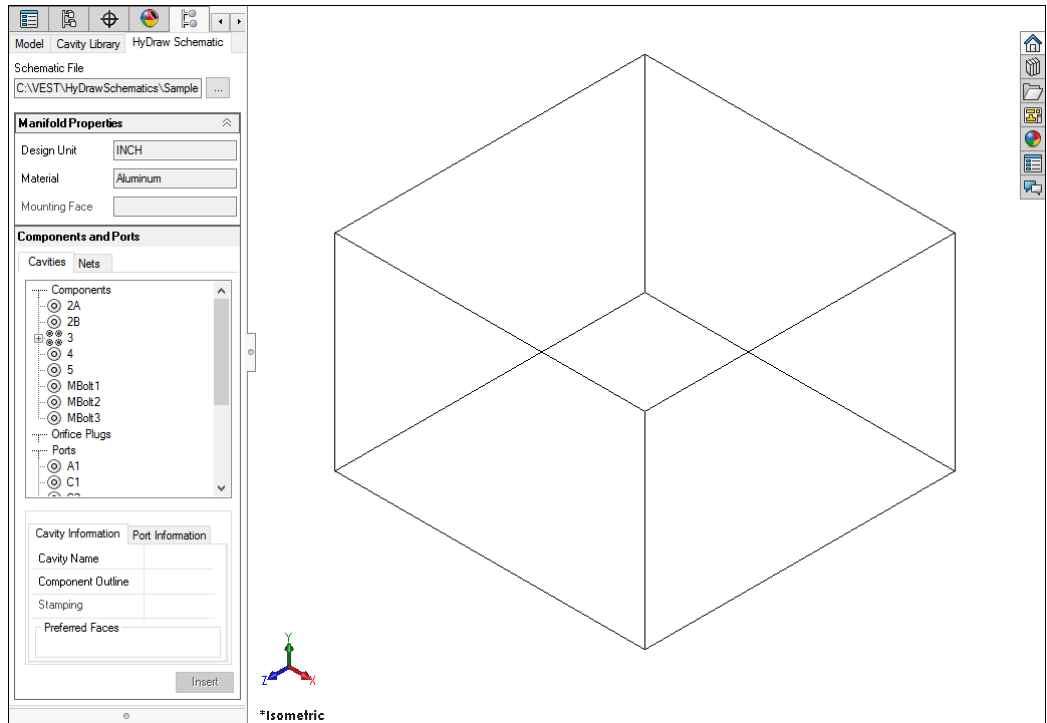 Model Cavity Library HyDraw Schematic
Schematic File
C:\VEST\HyDrawSchematics\Sample ...
Manifold Properties
Design Unit INCH
Material Aluminum
Mounting Face
Components and Ports
Cavities Nets
Components
2A
2B
3
4
5
MBolt1
MBolt2
MBolt3
Orifice Plugs
Ports
A1
C1
Cavity Information Port Information
Cavity Name
Component Outline
Stamping
Preferred Faces
Insert
Y
Z X
*Isometric